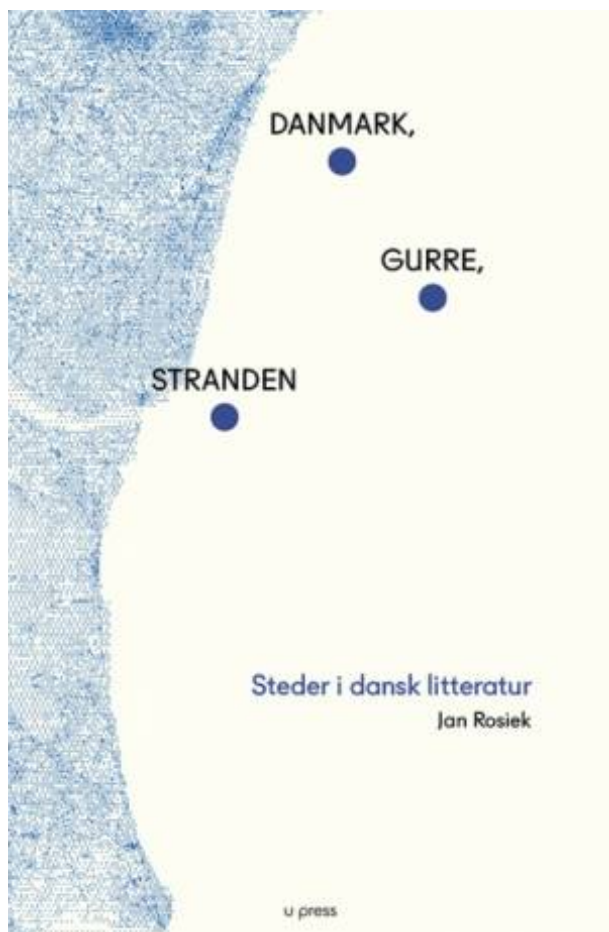 DANMARK,
GURRE,
STRANDEN
Steder i dansk litteratur
Jan Rosiek
u press